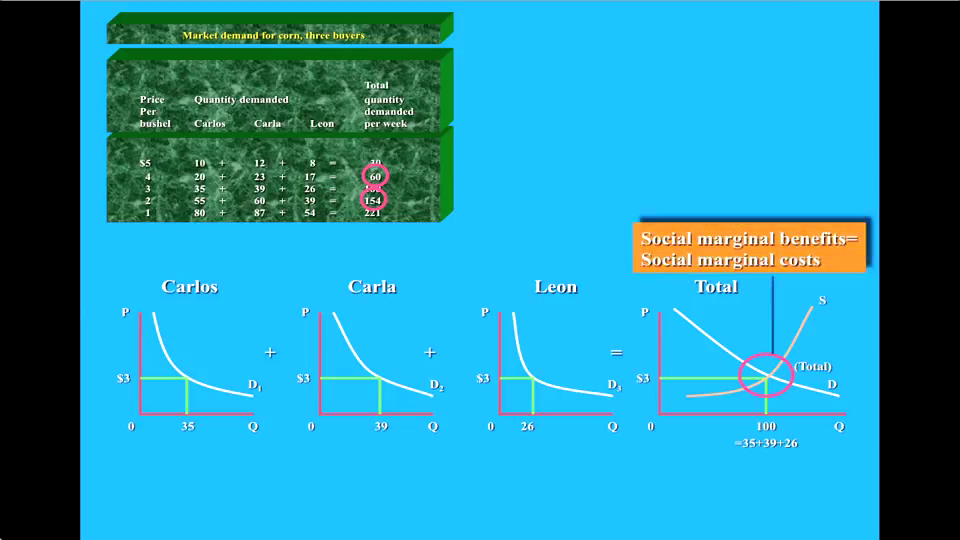 Market demand for corn, three buyers
Total
Price Quantity demanded quantity
Per demanded
bushel Carlos Carla Leon per week
$5 10 + 12 + 8 = 30
4 20 + 23 + 17 = 60
3 35 + 39 + 26 =
2 55 + 60 + 39 = 154
1 80 + 87 + 54 = 221
Social marginal benefits=
Social marginal costs
Carlos Carla Leon Total
P P P P S
+ + =
$3 $3 $3 $3 (Total)
D1 D2 D3 D
0 35 Q 0 39 Q 0 26 Q 0 100 Q
=35+39+26